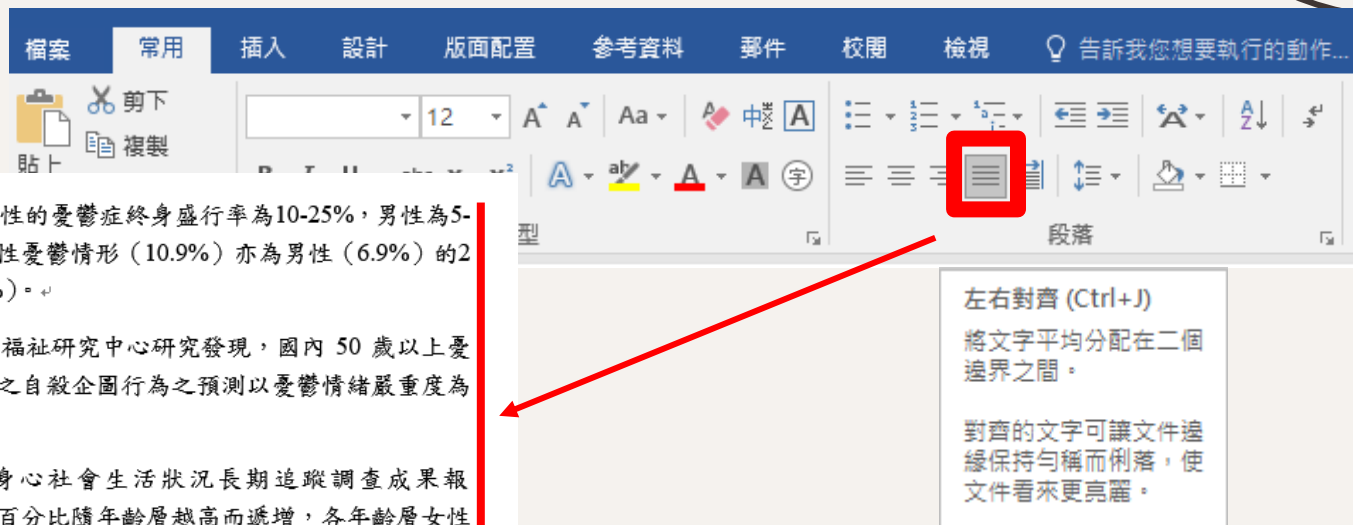 檔案 常用 插入 設計 版面配置 參考資料 郵件 校閱 檢視 告訴我您想要執行的動作...
剪下
複製
貼上
12
Aa
段落
性的憂鬱症終身盛行率為10-25%，男性為5-
性憂鬱情形（10.9%）亦為男性（6.9%）的2
)。
福祉研究中心研究發現，國內 50 歲以上憂
之自殺企圖行為之預測以憂鬱情緒嚴重度為
身心社會生活狀況長期追蹤調查成果報
百分比隨年齡層越高而遞增，各年齡層女性
型
左右對齊 (Ctrl+J)
將文字平均分配在二個
邊界之間。
對齊的文字可讓文件邊
緣保持勻稱而俐落，使
文件看來更亮麗。